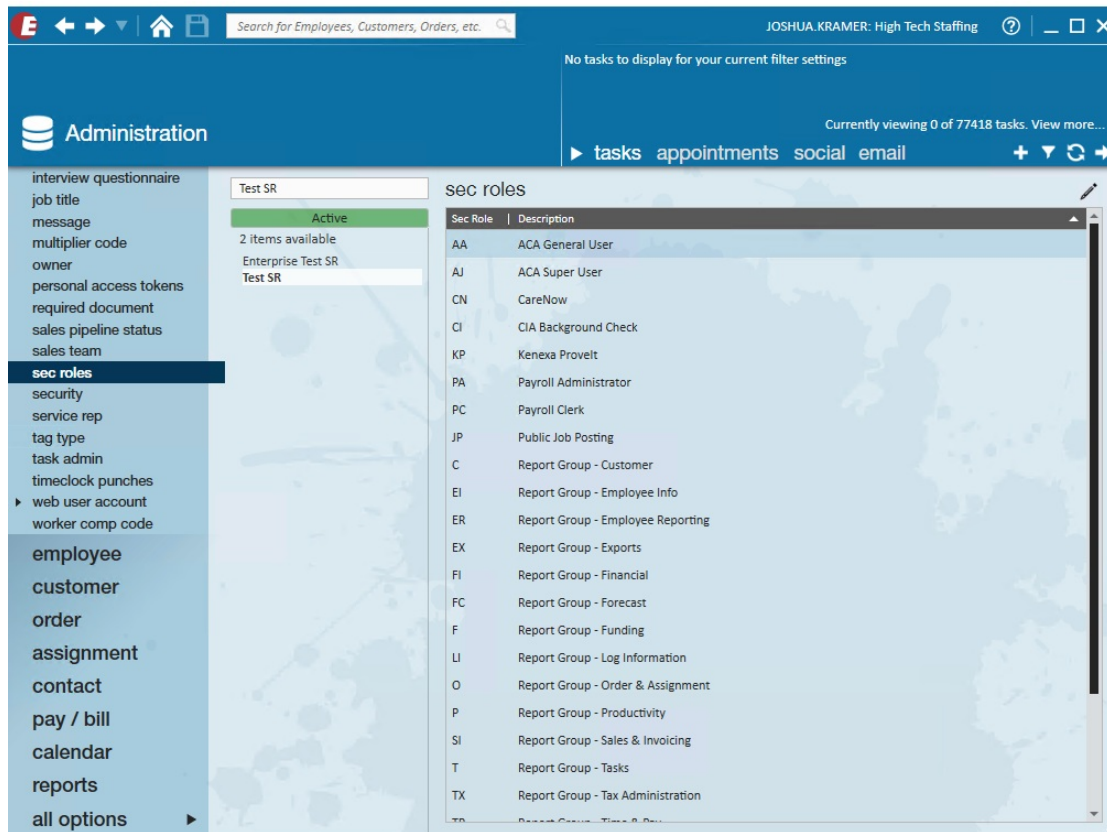 E
Search for Employees, Customers, Orders, etc.
JOSHUA.KRAMER: High Tech Staffing
No tasks to display for your current filter settings
Currently viewing 0 of 77418 tasks. View more...
Administration
tasks appointments social email
interview questionnaire
job title
message
multiplier code
owner
personal access tokens
required document
sales pipeline status
sales team
sec roles
security
service rep
tag type
task admin
timeclock punches
web user account
worker comp code
employee
customer
order
assignment
contact
pay / bill
calendar
reports
all options
Test SR
Active
2 items available
Enterprise Test SR
Test SR
sec roles
Sec Role | Description
AA ACA General User
AJ ACA Super User
CN CareNow
CI CIA Background Check
KP Kenexa ProveIt
PA Payroll Administrator
PC Payroll Clerk
JP Public Job Posting
C Report Group - Customer
EI Report Group - Employee Info
ER Report Group - Employee Reporting
EX Report Group - Exports
FI Report Group - Financial
FC Report Group - Forecast
F Report Group - Funding
LI Report Group - Log Information
O Report Group - Order & Assignment
P Report Group - Productivity
SI Report Group - Sales & Invoicing
T Report Group - Tasks
TX Report Group - Tax Administration
Report Group - Time & Pay